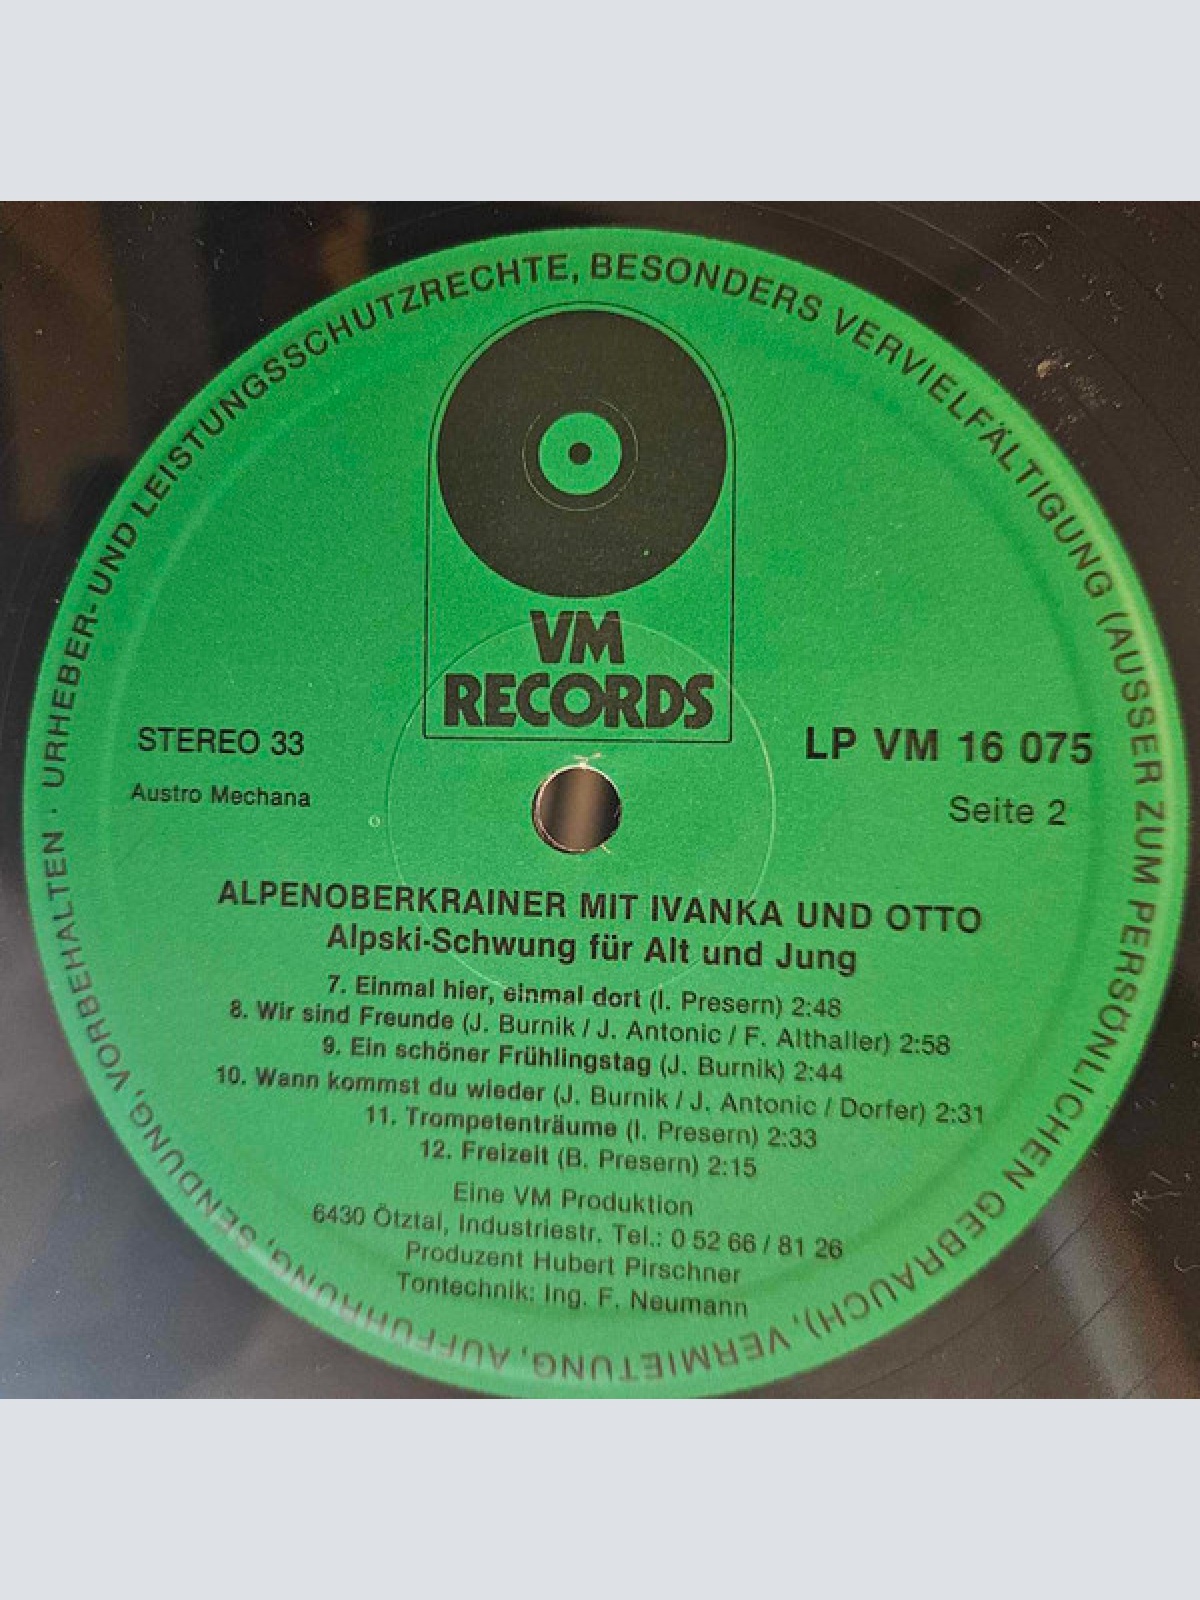 URHEBER- UND LEISTUNGSSCHUTZRECHTE, BESONDERS VERVIELFÄLTIGUNG (AUSSER ZUM PERSÖNLICHEN GEBRAUCH), VERMIETUNG, AUFFÜHRUNG, SENDUNG, VORBEHALTEN ·
VM
RECORDS
STEREO 33
LP VM 16 075
Austro Mechana
Seite 2
ALPENOBERKRAINER MIT IVANKA UND OTTO
Alpski-Schwung für Alt und Jung
7. Einmal hier, einmal dort (I. Presern) 2:48
8. Wir sind Freunde (J. Burnik / J. Antonic / F. Althaller) 2:58
9. Ein schöner Frühlingstag (J. Burnik) 2:44
10. Wann kommst du wieder (J. Burnik / J. Antonic / Dorfer) 2:31
11. Trompetenträume (I. Presern) 2:33
12. Freizeit (B. Presern) 2:15
Eine VM Produktion
6430 Ötztal, Industriestr. Tel.: 0 52 66 / 81 26
Produzent Hubert Pirschner
Tontechnik: Ing. F. Neumann